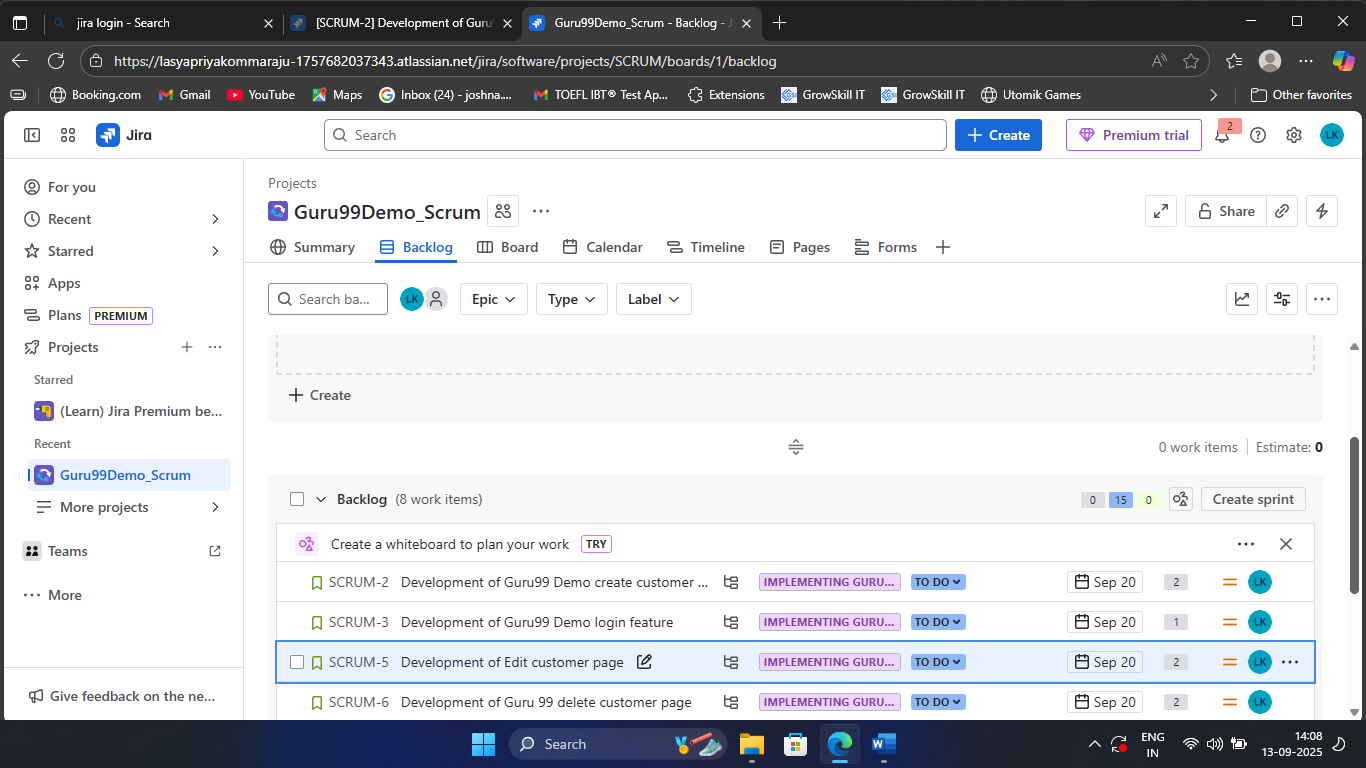 jira login - Search
[SCRUM-2] Development of Guru
Guru99Demo_Scrum - Backlog - J
https://lasyapriyakommaraju-1757682037343.atlassian.net/jira/software/projects/SCRUM/boards/1/backlog
Booking.com Gmail YouTube Maps Inbox (24) - joshna.... TOEFL IBT® Test Ap... Extensions GrowSkill IT GrowSkill IT Utomik Games Other favorites
Jira Search Create Premium trial 2 LK
For you
Recent
Starred
Apps
Plans PREMIUM
Projects
Starred
(Learn) Jira Premium be...
Recent
Guru99Demo_Scrum
More projects
Teams
More
Give feedback on the ne...
Projects
Guru99Demo_Scrum
Share
Summary Backlog Board Calendar Timeline Pages Forms
Search ba... LK Epic Type Label
Create
0 work items Estimate: 0
Backlog (8 work items) 0 15 0 Create sprint
Create a whiteboard to plan your work TRY
SCRUM-2 Development of Guru99 Demo create customer ... IMPLEMENTING GURU... TO DO Sep 20 2 LK
SCRUM-3 Development of Guru99 Demo login feature IMPLEMENTING GURU... TO DO Sep 20 1 LK
SCRUM-5 Development of Edit customer page IMPLEMENTING GURU... TO DO Sep 20 2 LK
SCRUM-6 Development of Guru 99 delete customer page IMPLEMENTING GURU... TO DO Sep 20 2 LK
Search
ENG
IN
14:08
13-09-2025